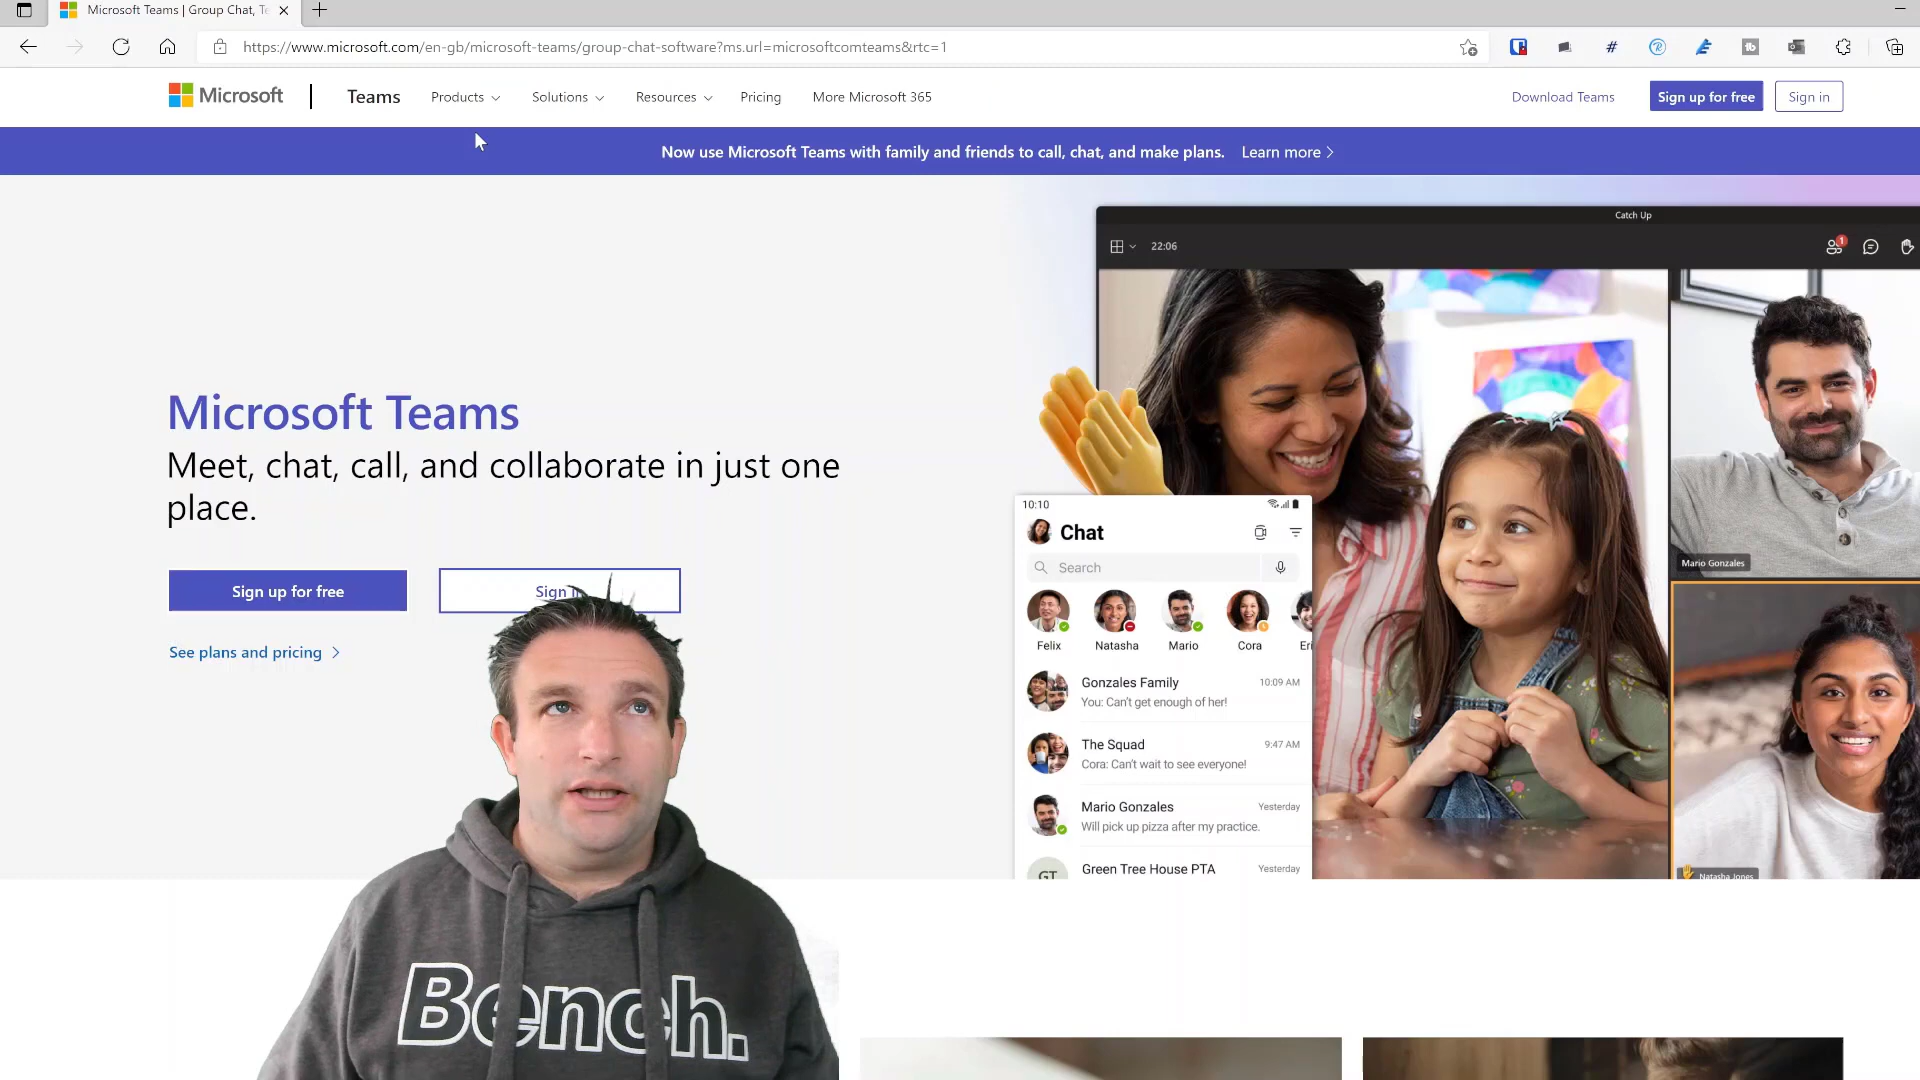 Microsoft Teams | Group Chat, Te
https://www.microsoft.com/en-gb/microsoft-teams/group-chat-software?ms.url=microsoftcomteams&rtc=1
Microsoft
Teams
Products
Solutions
Resources
Pricing
More Microsoft 365
Download Teams
Sign up for free
Sign in
Now use Microsoft Teams with family and friends to call, chat, and make plans. Learn more
Catch Up
22:06
1
Microsoft Teams
Meet, chat, call, and collaborate in just one
place.
Sign up for free
Sign i
See plans and pricing
10:10
Chat
Search
Felix
Natasha
Mario
Cora
Eri
Gonzales Family
10:09 AM
You: Can't get enough of her!
The Squad
9:47 AM
Cora: Can't wait to see everyone!
Mario Gonzales
Yesterday
Will pick up pizza after my practice.
GT
Green Tree House PTA
Yesterday
Mario Gonzales
Natasha Jones
Bench.